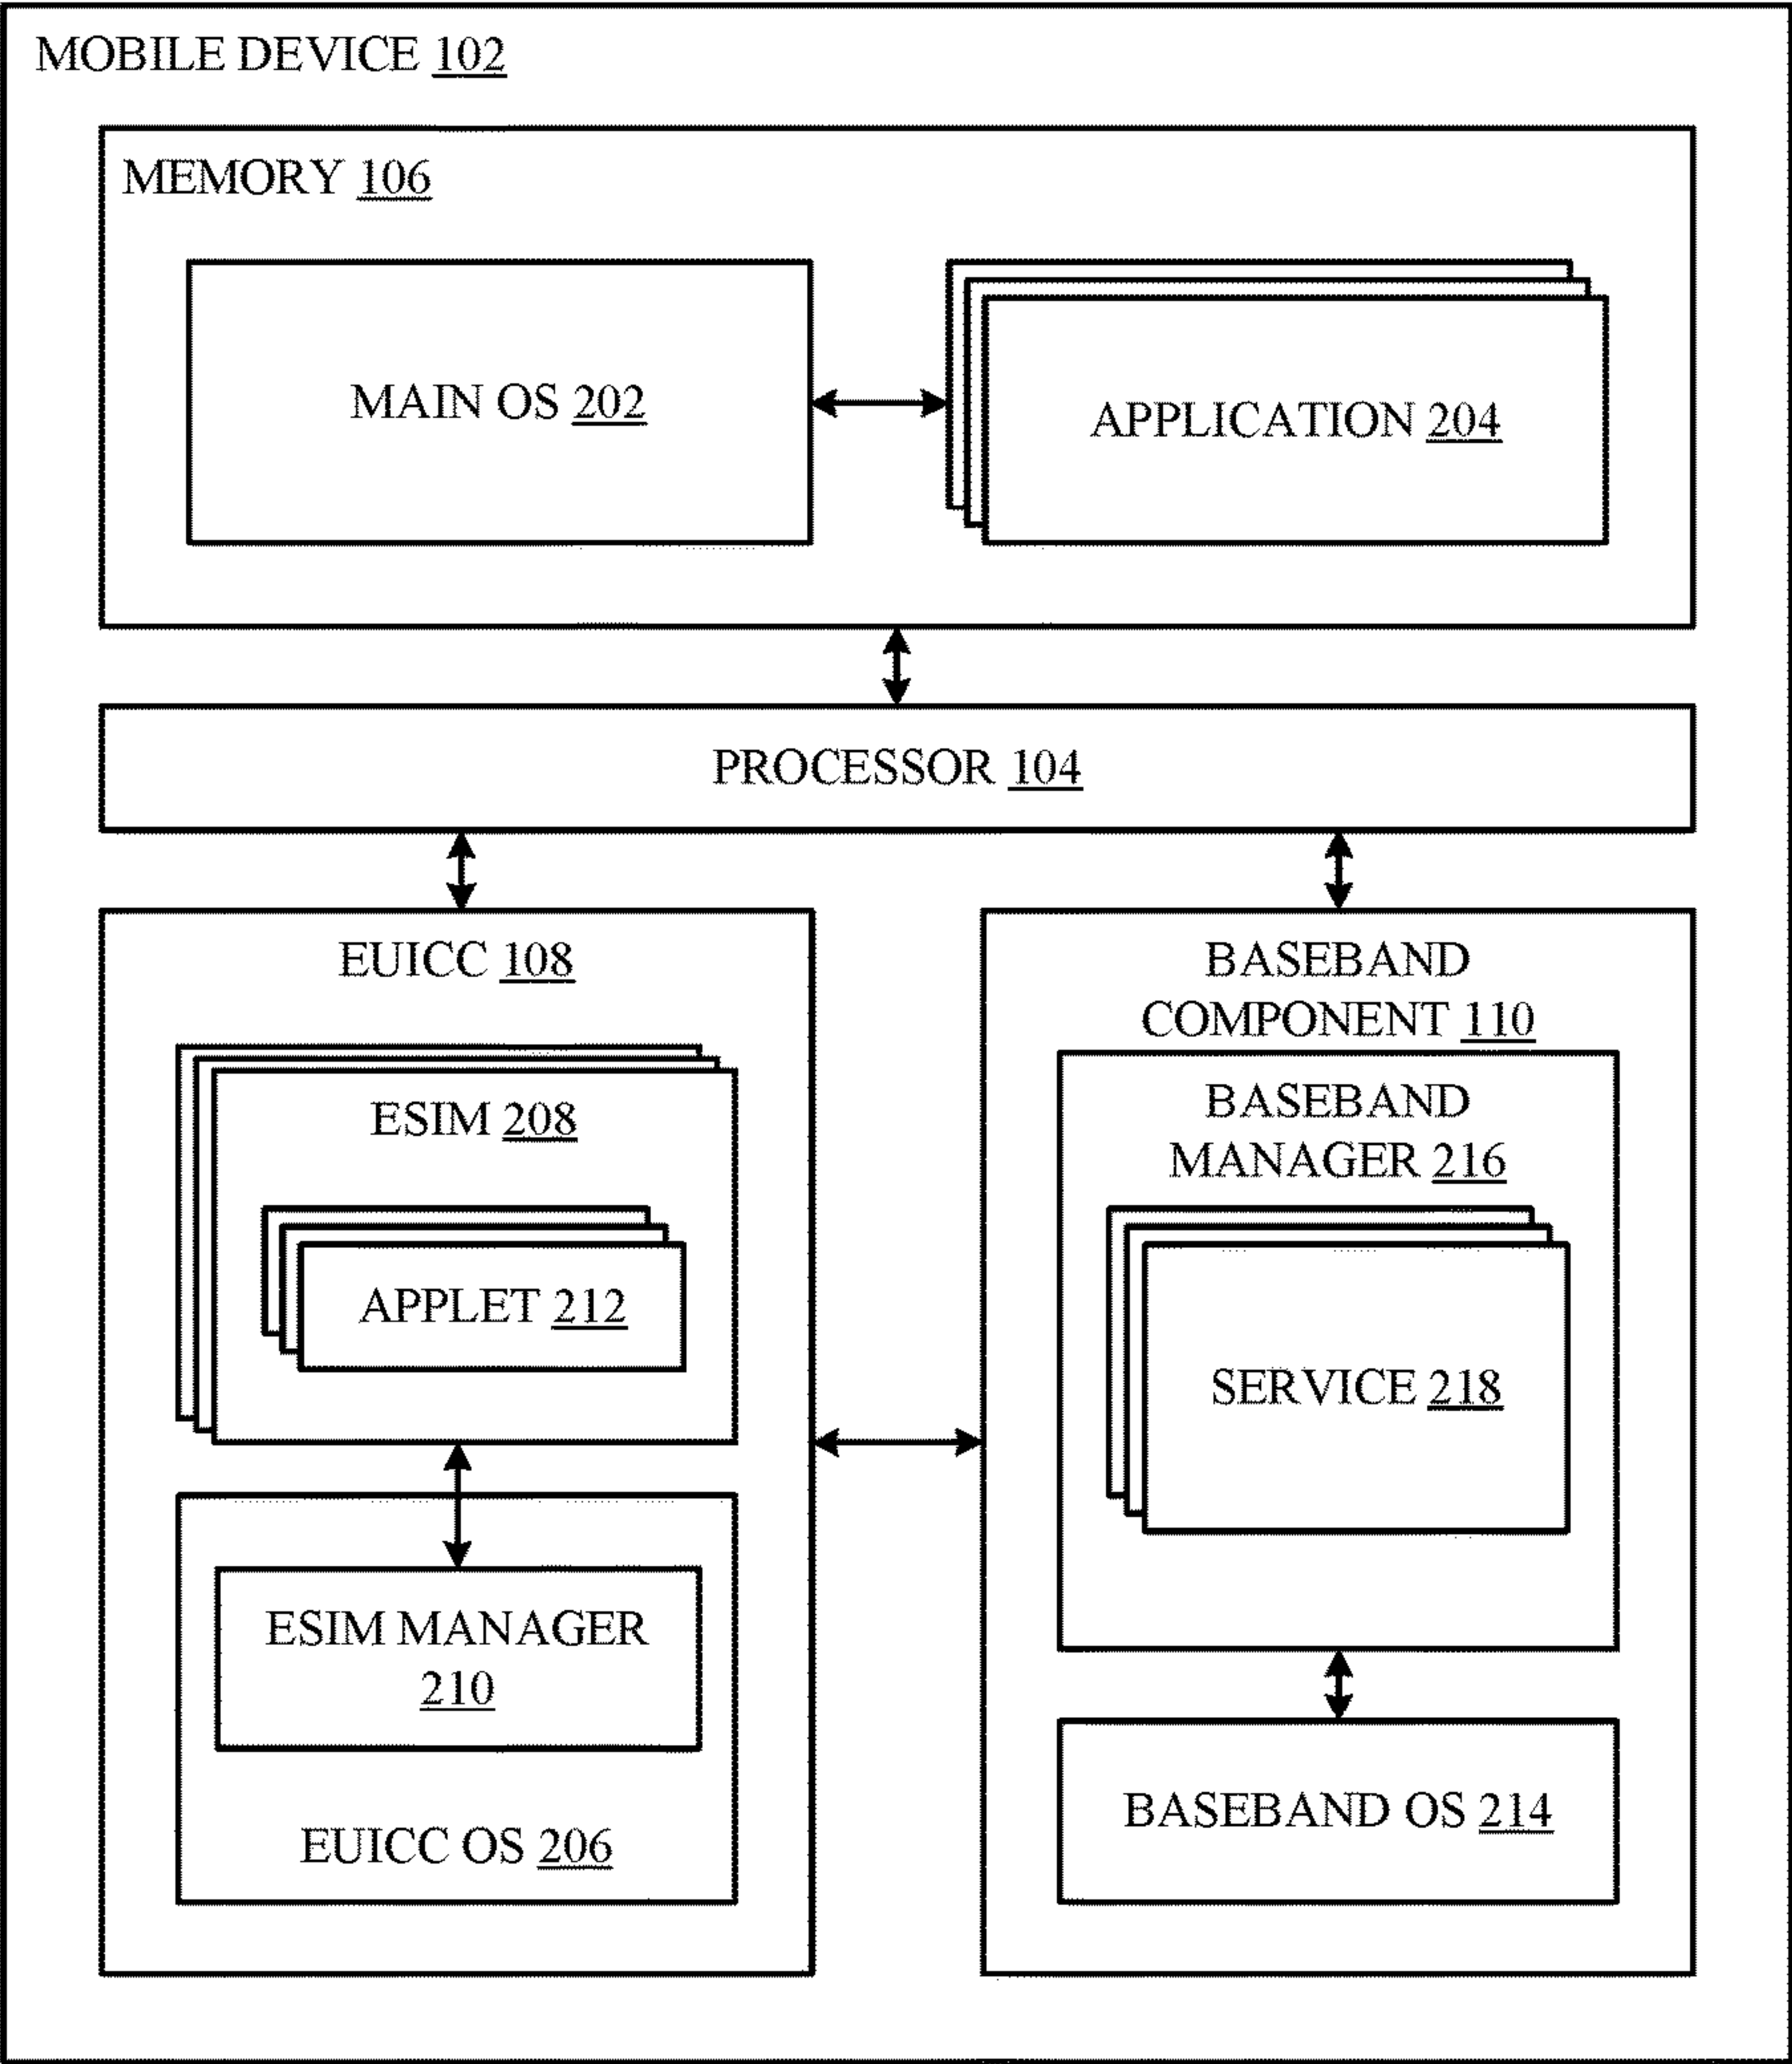 MOBILE DEVICE 102
MEMORY 106
MAIN OS 202
APPLICATION 204
PROCESSOR 104
EUICC 108
ESIM 208
APPLET 212
ESIM MANAGER
210
EUICC OS 206
BASEBAND
COMPONENT 110
BASEBAND
MANAGER 216
SERVICE 218
BASEBAND OS 214